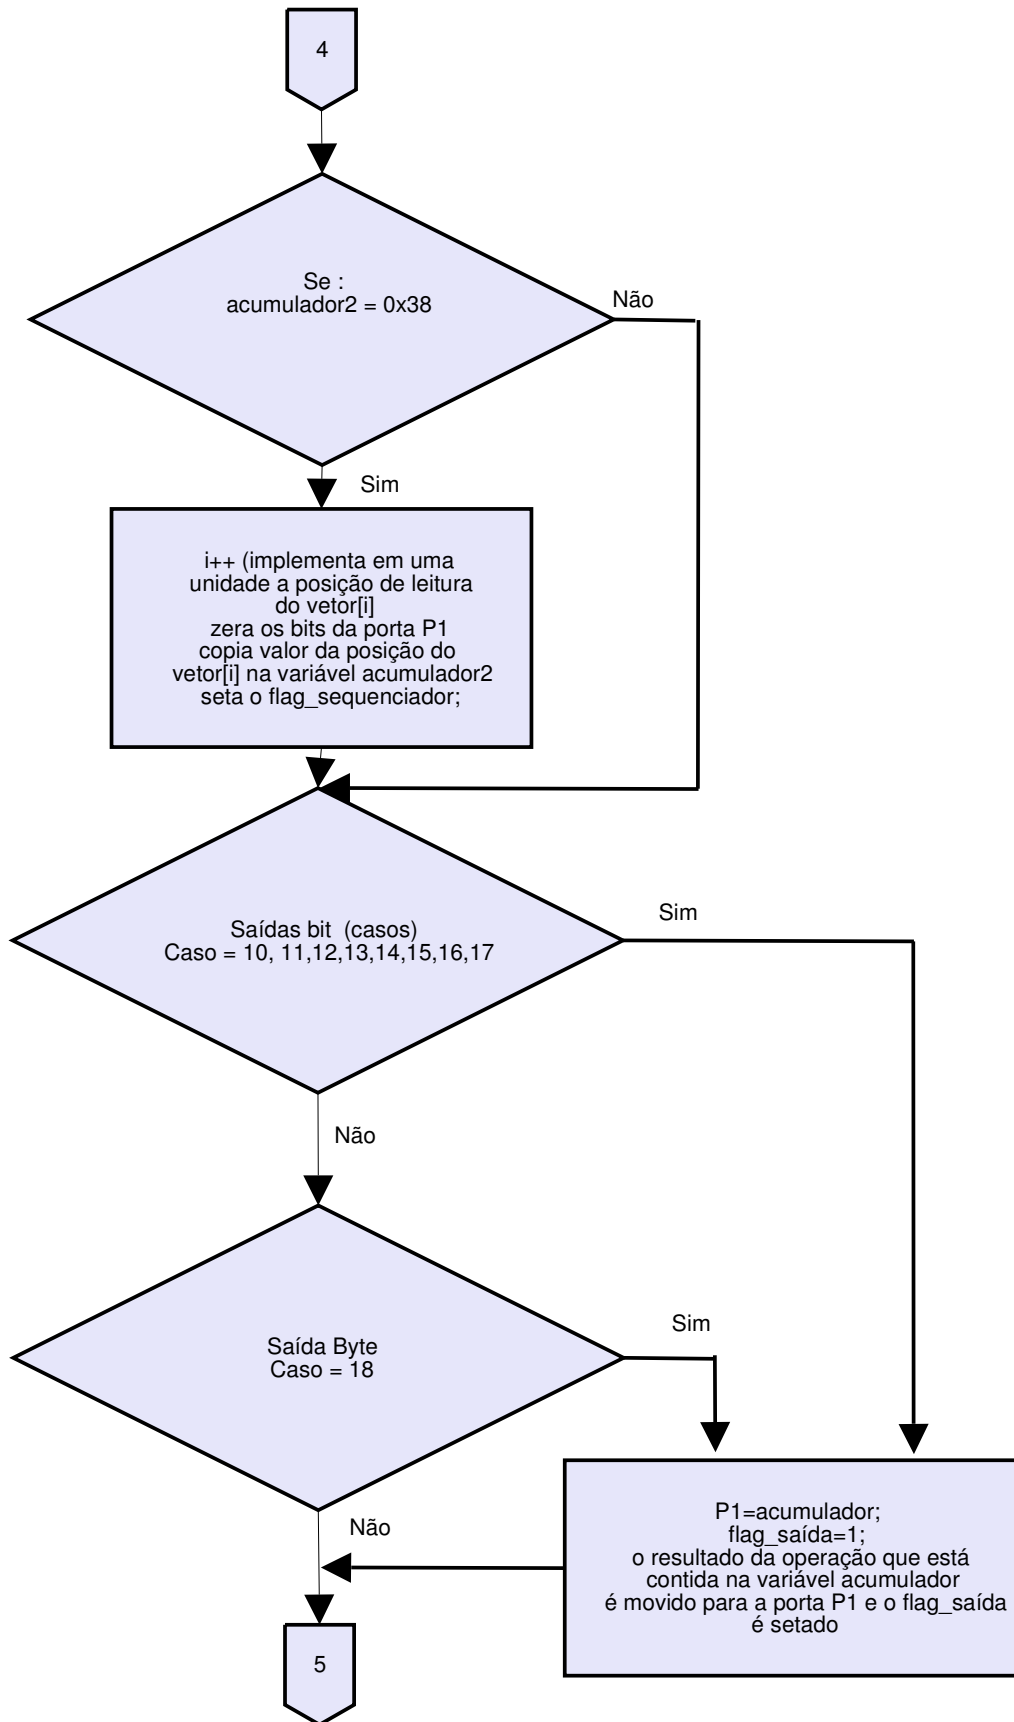 4
Se :
acumulador2 = 0x38
Não
Sim
i++ (implementa em uma
unidade a posição de leitura
do vetor[i]
zera os bits da porta P1
copia valor da posição do
vetor[i] na variável acumulador2
seta o flag_sequenciador;
Saídas bit  (casos)
Caso = 10, 11,12,13,14,15,16,17
Sim
Não
Saída Byte
Caso = 18
Sim
Não
P1=acumulador;
flag_saída=1;
o resultado da operação que está
contida na variável acumulador
é movido para a porta P1 e o flag_saída
é setado
5